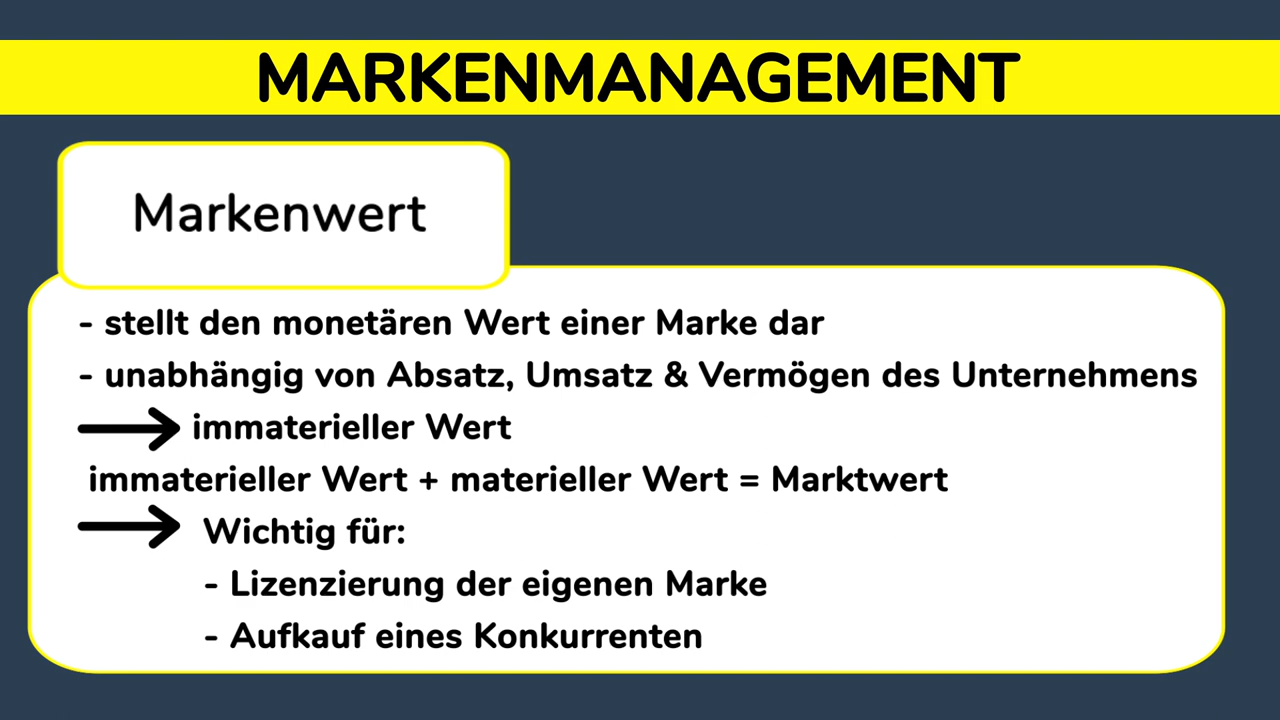 MARKENMANAGEMENT
Markenwert
- stellt den monetären Wert einer Marke dar
- unabhängig von Absatz, Umsatz & Vermögen des Unternehmens
immaterieller Wert
immaterieller Wert + materieller Wert = Marktwert
Wichtig für:
- Lizenzierung der eigenen Marke
- Aufkauf eines Konkurrenten